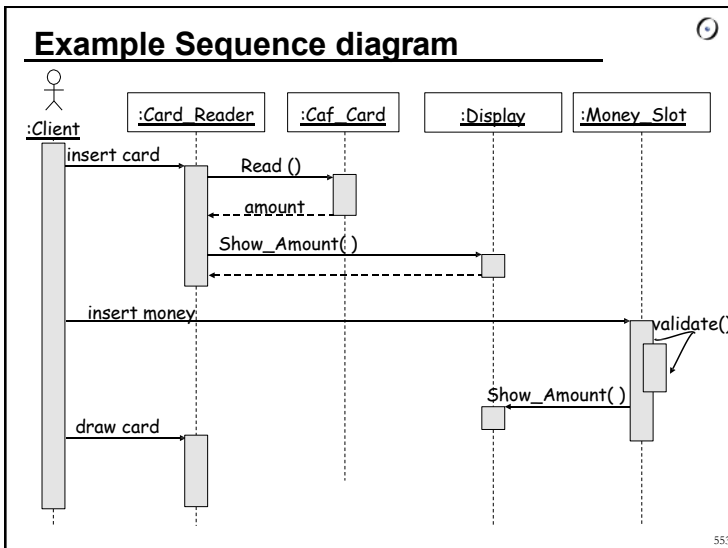 Example Sequence diagram
:Client
:Card_Reader
:Caf_Card
:Display
:Money_Slot
insert card
Read ()
amount
Show_Amount( )
insert money
validate()
Show_Amount( )
draw card